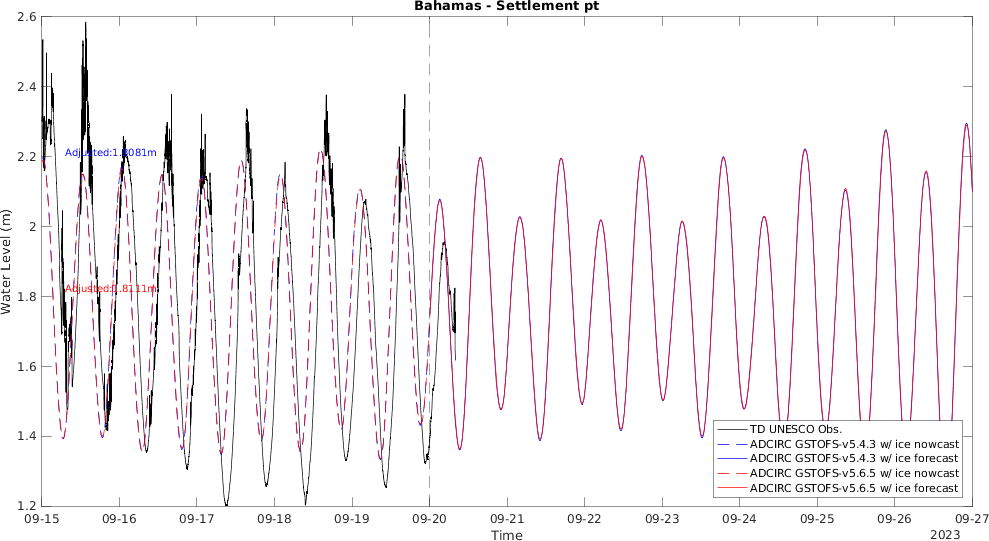 Bahamas - Settlement pt
Water Level (m)
2.6
2.4
2.2
2
1.8
1.6
1.4
1.2
Adjusted:1.8081m
Adjusted:1.8111m
TD UNESCO Obs.
ADCIRC GSTOFS-v5.4.3 w/ ice nowcast
ADCIRC GSTOFS-v5.4.3 w/ ice forecast
ADCIRC GSTOFS-v5.6.5 w/ ice nowcast
ADCIRC GSTOFS-v5.6.5 w/ ice forecast
09-15 09-16 09-17 09-18 09-19 09-20 09-21 09-22 09-23 09-24 09-25 09-26 09-27
Time
2023